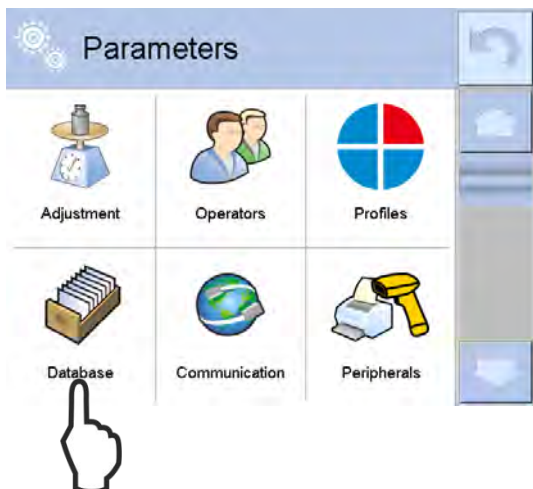 Parameters
Adjustment Operators Profiles
Database Communication Peripherals